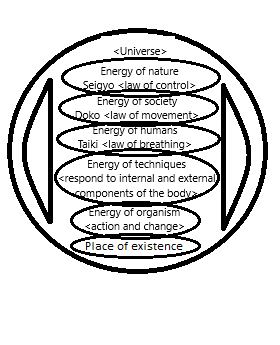 <Universe>
Energy of nature
Seigyo <law of control>
Energy of society
Doko <law of movement>
Energy of humans
Taiki <law of breathing>
Energy of techniques
<respond to internal and external
components of the body>
Energy of organism
<action and change>
Place of existence